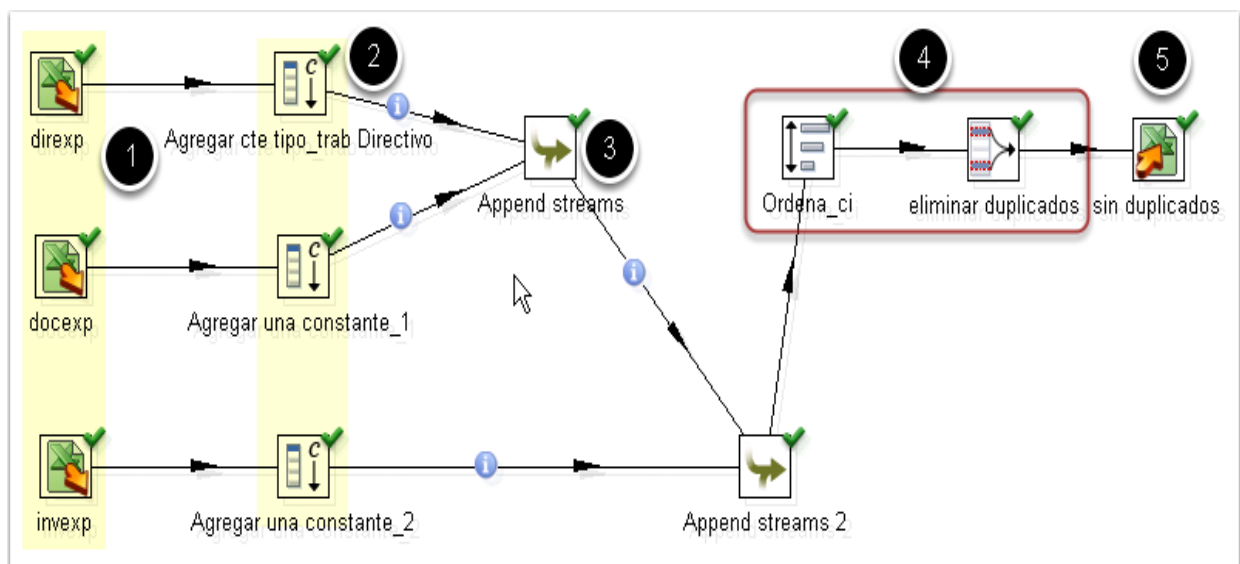 2
4
5
direxp
1
Agregar cte tipo_trab Directivo
3
Append streams
Ordena_ci
eliminar duplicados
sin duplicados
docexp
Agregar una constante_1
invexp
Agregar una constante_2
Append streams 2